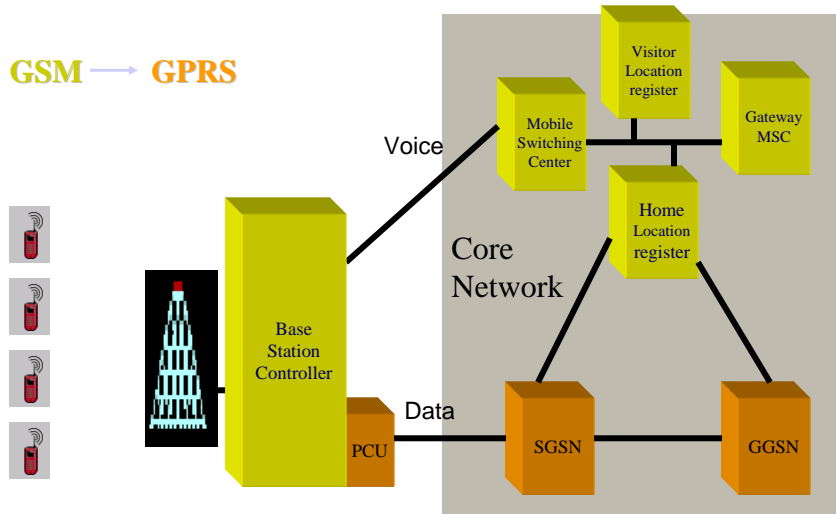 GSM GPRS
Visitor
Location
register
Gateway
MSC
Mobile
Switching
Center
Voice
Home
Location
register
Core
Network
Base
Station
Controller
Data
PCU
SGSN
GGSN